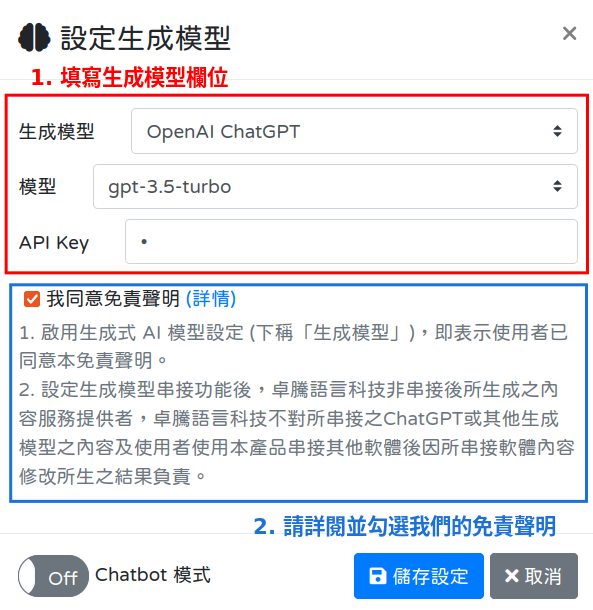 設定生成模型
×
1. 填寫生成模型欄位
生成模型
OpenAI ChatGPT
模型
gpt-3.5-turbo
API Key
•
我同意免責聲明 (詳情)
1. 啟用生成式 AI 模型設定 (下稱「生成模型」)，即表示使用者已
同意本免責聲明。
2. 設定生成模型串接功能後，卓騰語言科技非串接後所生成之內
容服務提供者，卓騰語言科技不對所串接之ChatGPT或其他生成
模型之內容及使用者使用本產品串接其他軟體後因所串接軟體內容
修改所生之結果負責。
2. 請詳閱並勾選我們的免責聲明
Off
Chatbot 模式
儲存設定
×取消